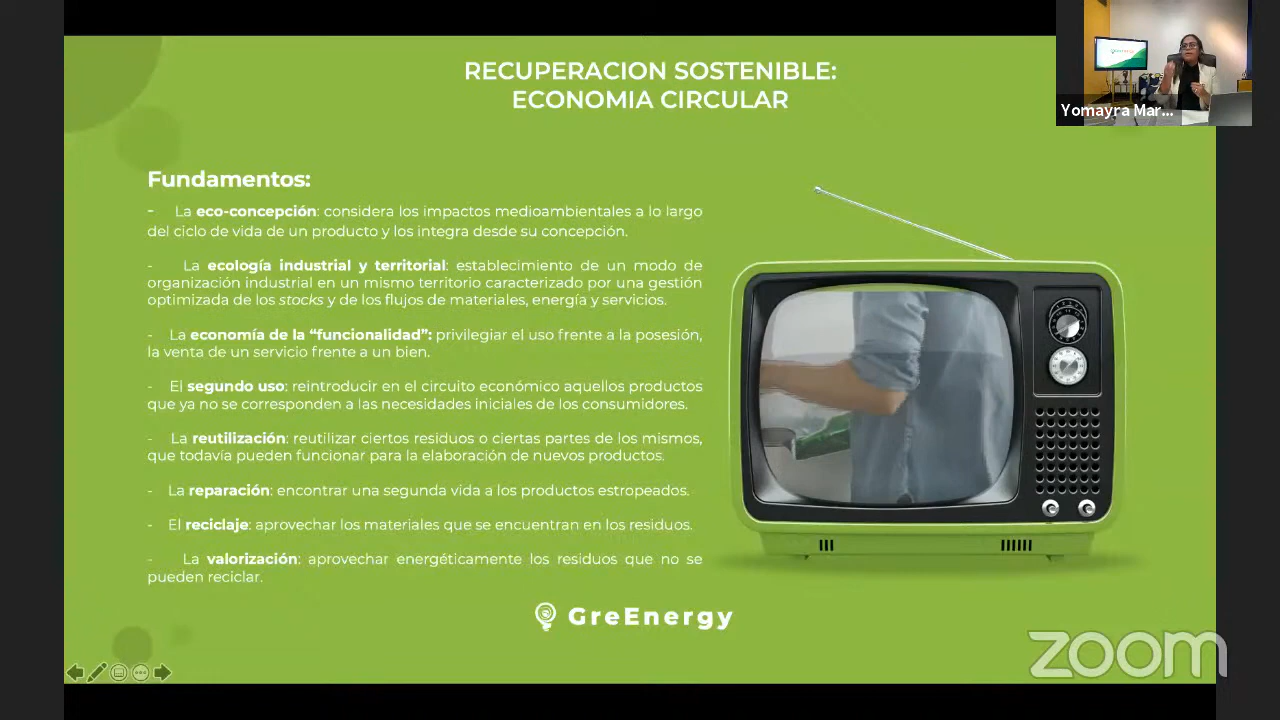 RECUPERACION SOSTENIBLE:
ECONOMIA CIRCULAR
Yomayra Mar...
Fundamentos:
- La eco-concepción: considera los impactos medioambientales a lo largo
del ciclo de vida de un producto y los integra desde su concepción.
- La ecología industrial y territorial: establecimiento de un modo de
organización industrial en un mismo territorio caracterizado por una gestión
optimizada de los stocks y de los flujos de materiales, energía y servicios.
- La economía de la “funcionalidad”: privilegiar el uso frente a la posesión,
la venta de un servicio frente a un bien.
- El segundo uso: reintroducir en el circuito económico aquellos productos
que ya no se corresponden a las necesidades iniciales de los consumidores.
- La reutilización: reutilizar ciertos residuos o ciertas partes de los mismos,
que todavía pueden funcionar para la elaboración de nuevos productos.
- La reparación: encontrar una segunda vida a los productos estropeados.
- El reciclaje: aprovechar los materiales que se encuentran en los residuos.
- La valorización: aprovechar energéticamente los residuos que no se
pueden reciclar.
GreEnergy
zoom